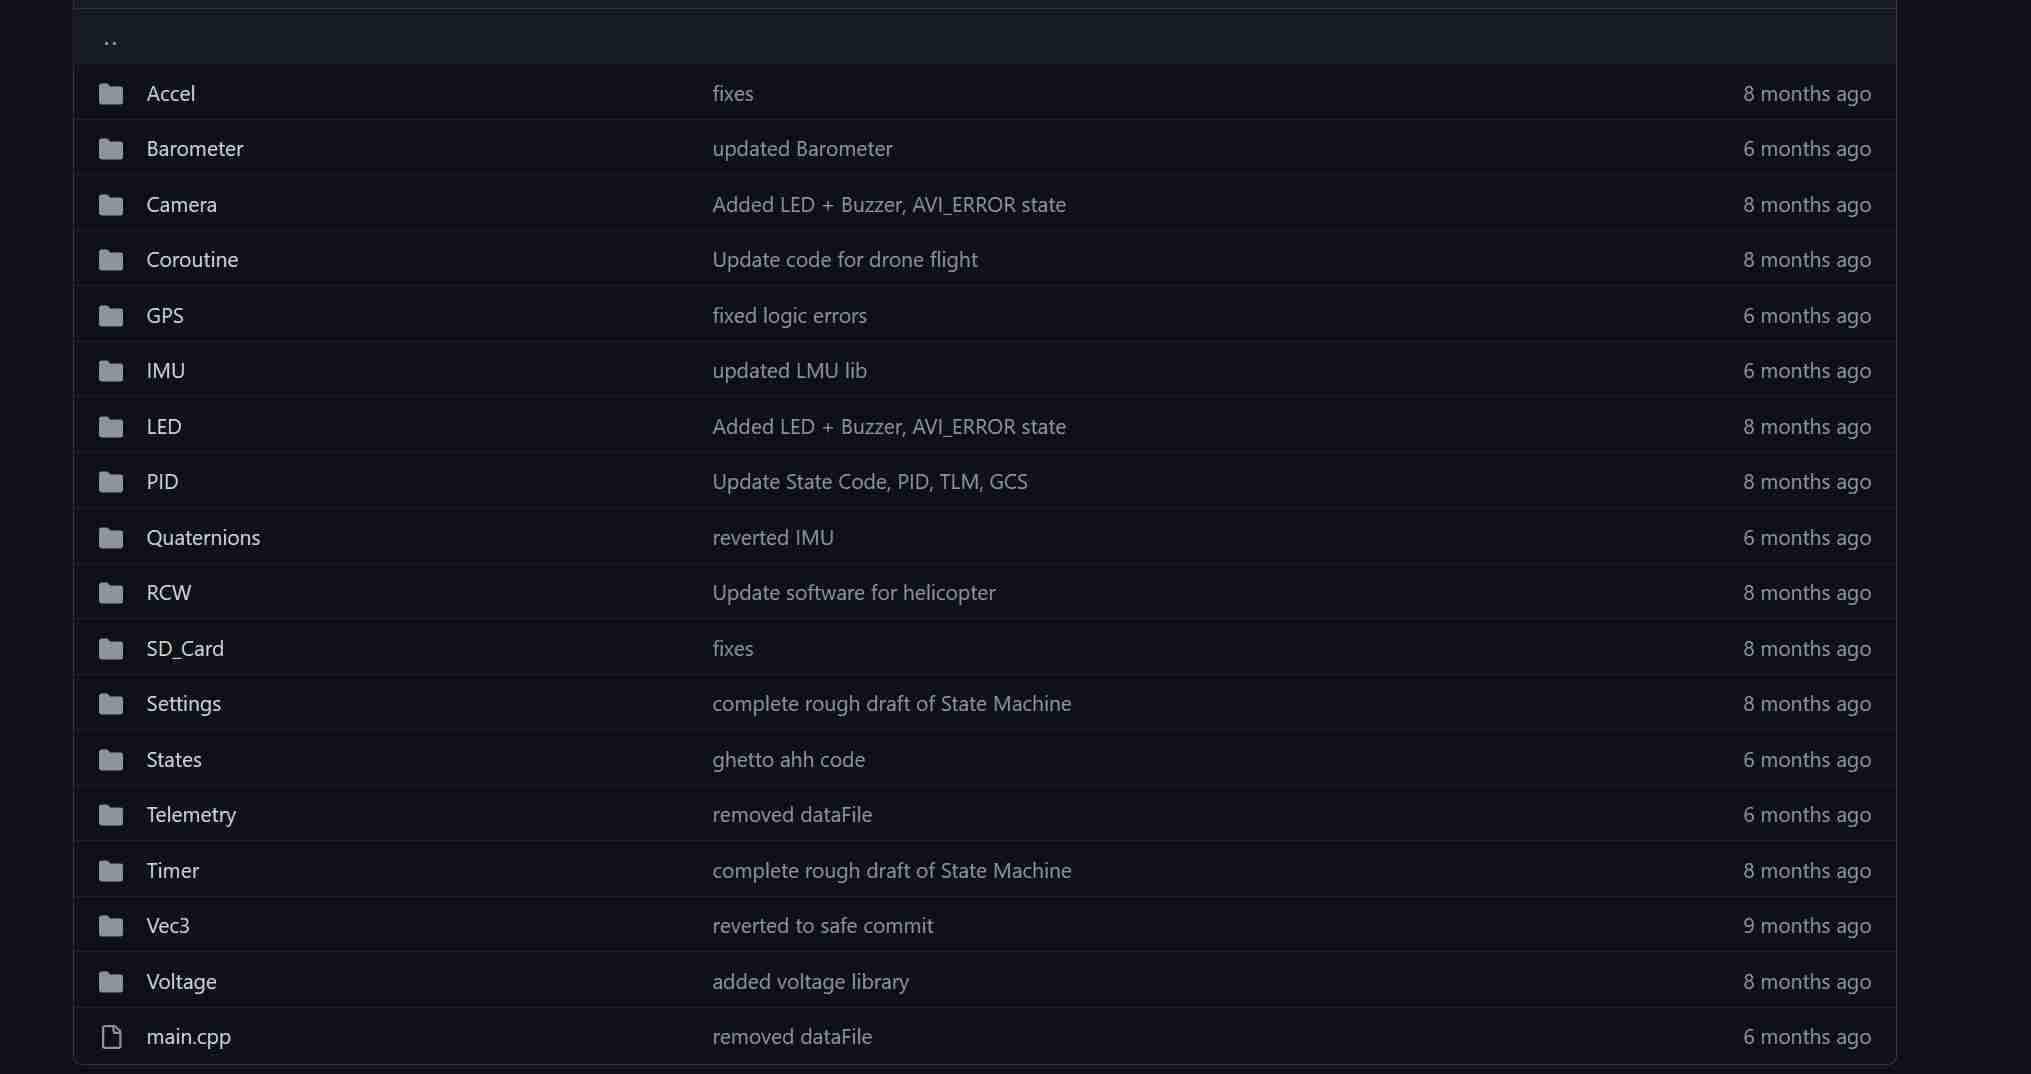 ..
Accel fixes 8 months ago
Barometer updated Barometer 6 months ago
Camera Added LED + Buzzer, AVI_ERROR state 8 months ago
Coroutine Update code for drone flight 8 months ago
GPS fixed logic errors 6 months ago
IMU updated LMU lib 6 months ago
LED Added LED + Buzzer, AVI_ERROR state 8 months ago
PID Update State Code, PID, TLM, GCS 8 months ago
Quaternions reverted IMU 6 months ago
RCW Update software for helicopter 8 months ago
SD_Card fixes 8 months ago
Settings complete rough draft of State Machine 8 months ago
States ghetto ahh code 6 months ago
Telemetry removed dataFile 6 months ago
Timer complete rough draft of State Machine 8 months ago
Vec3 reverted to safe commit 9 months ago
Voltage added voltage library 8 months ago
main.cpp removed dataFile 6 months ago